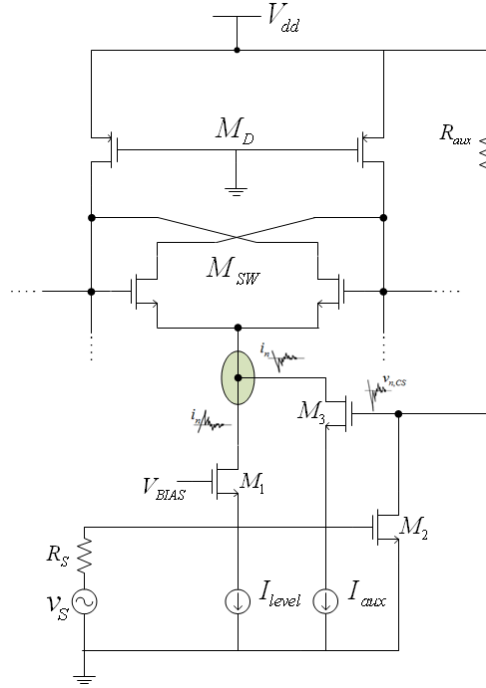 V_dd
M_D
R_aux
M_SW
i_n
v_n,CS
M_3
i_n
V_BIAS
M_1
M_2
R_S
v_S
I_level
I_aux